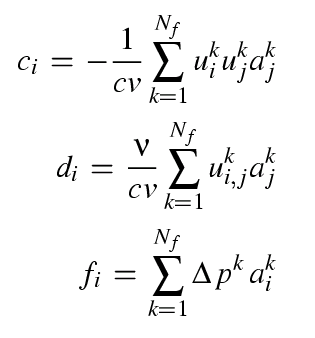 c_i = -\frac{1}{cv} \sum_{k=1}^{N_f} u_i^k u_j^k a_j^k
d_i = \frac{\nu}{cv} \sum_{k=1}^{N_f} u_{i,j}^k a_j^k
f_i = \sum_{k=1}^{N_f} \Delta p^k a_i^k